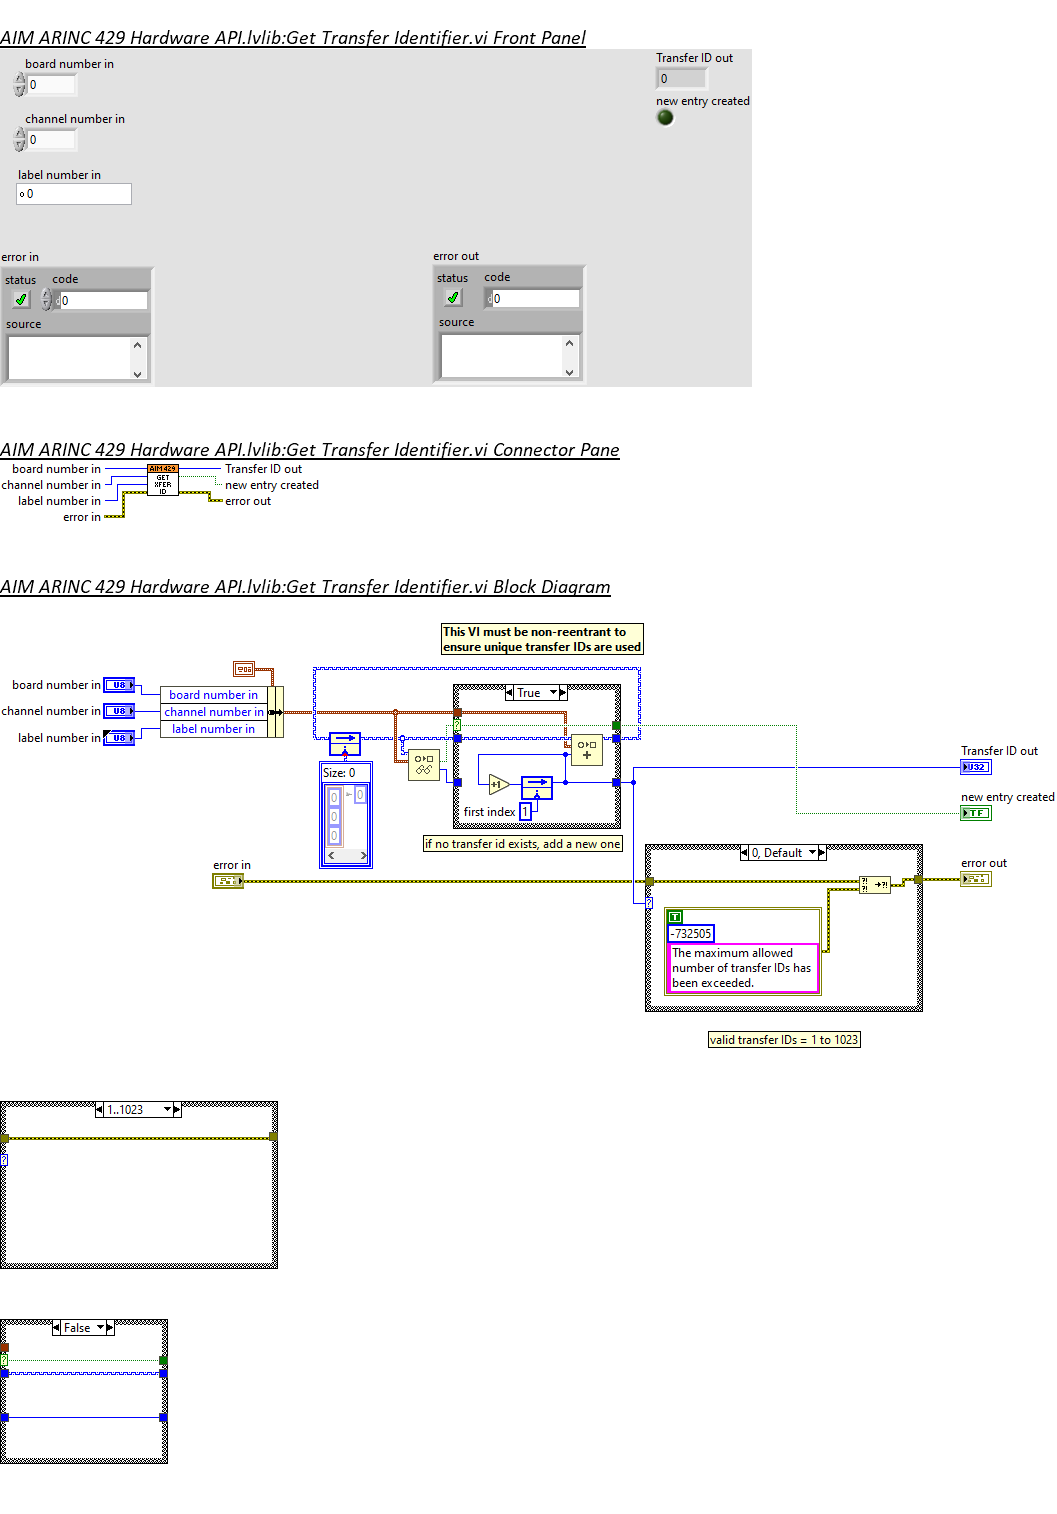 AIM ARINC 429 Hardware API.lvlib:Get Transfer Identifier.vi Front Panel
board number in
0
channel number in
0
label number in
o 0
Transfer ID out
0
new entry created
error in
status code
d 0
source
error out
status code
d 0
source
AIM ARINC 429 Hardware API.lvlib:Get Transfer Identifier.vi Connector Pane
board number in
channel number in
label number in
error in
AIM 429
GET
XFER
ID
Transfer ID out
new entry created
error out
AIM ARINC 429 Hardware API.lvlib:Get Transfer Identifier.vi Block Diagram
This VI must be non-reentrant to
ensure unique transfer IDs are used
board number in U8
channel number in U8
label number in U8
board number in
channel number in
label number in
Size: 0
0 0
0
0
True
?
+1
first index 1
if no transfer id exists, add a new one
Transfer ID out
U32
new entry created
TF
error in
error out
0, Default
?
T
-732505
The maximum allowed
number of transfer IDs has
been exceeded.
?!
?! ?!
valid transfer IDs = 1 to 1023
1..1023
?
False
?